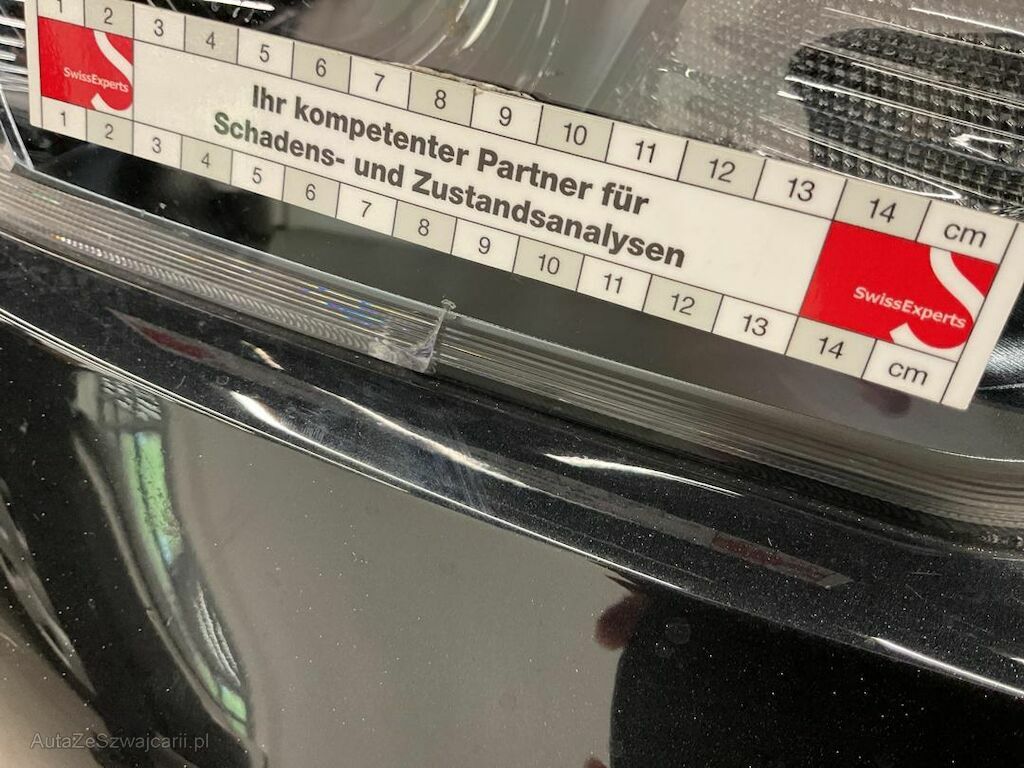 1 2 3 4 5 6 7 8 9 10 11 12 13 14 cm
SwissExperts
Ihr kompetenter Partner für
Schadens- und Zustandsanalysen
SwissExperts
1 2 3 4 5 6 7 8 9 10 11 12 13 14 cm
AutaZeSzwajcarii.pl